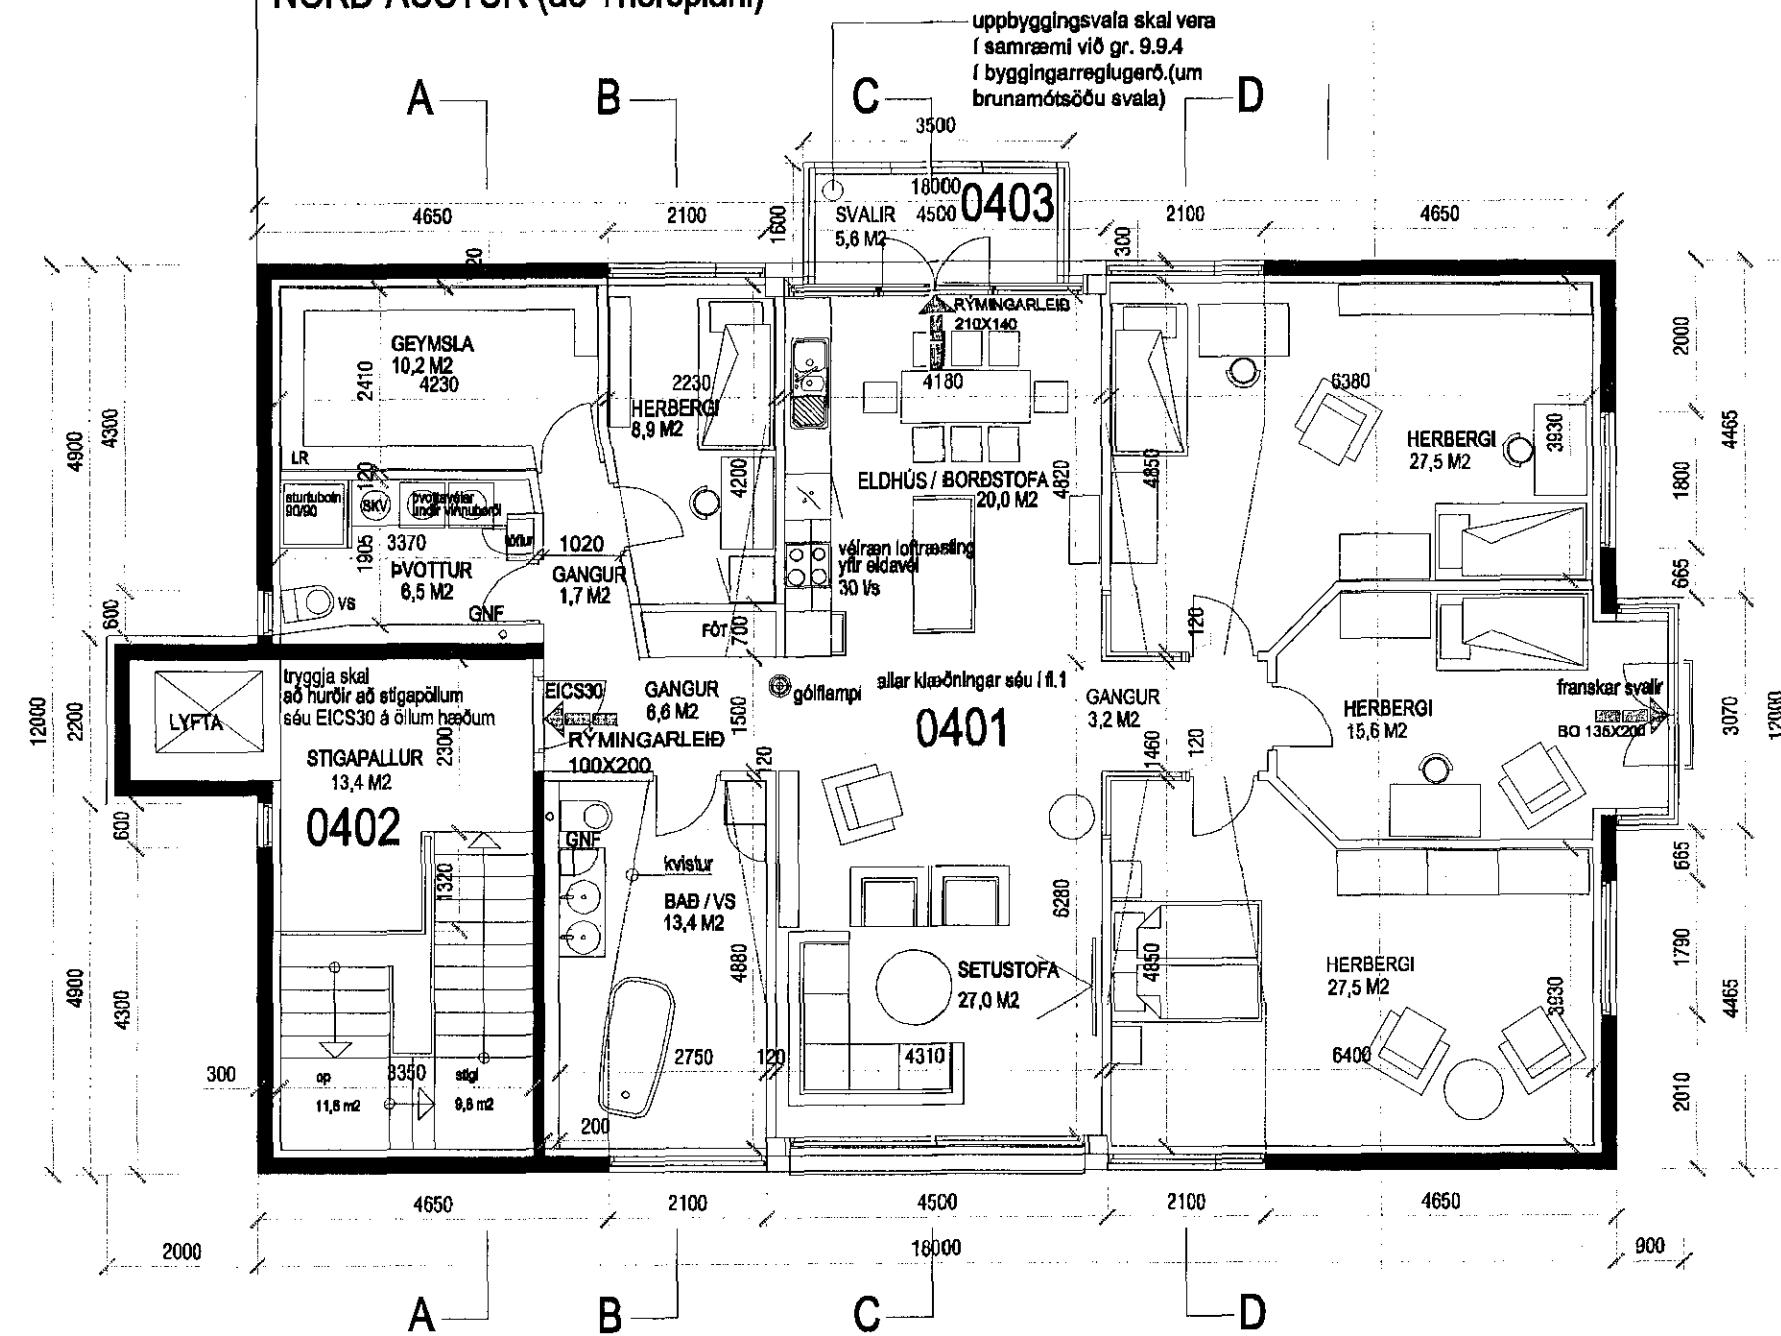 NORÐ-AUSTUR
uppbyggingsvala skal vera
í samræmi við gr. 9.9.4
í byggingarreglugerð.(um
brunamótsöðu svala)
A
B
C
D
3500
18000
0403
SVALIR
4500
5,6 M2
4650
2100
1600
2100
4650
300
20
RÝMINGARLEIÐ
210X140
GEYMSLA
10,2 M2
4230
2410
2230
HERBERGI
8,9 M2
4180
6380
HERBERGI
27,5 M2
3930
2000
4300
4900
4465
LR
120
4200
ELDHÚS / BORÐSTOFA
20,0 M2
4820
4850
1800
sturtubotn
90/90
SKV
þvottavélar
undir vinnuborði
1905
3370
1020
vélræn loftræsting
yfir eldavél
30 l/s
ÞVOTTUR
6,5 M2
GANGUR
1,7 M2
665
VS
GNF
600
FÖT
700
120
12000
2200
LYFTA
tryggja skal
að hurðir að stigapöllum
séu EICS30 á öllum hæðum
STIGAPALLUR
13,4 M2
0402
2300
EICS30
GANGUR
6,6 M2
RÝMINGARLEIÐ
100X200
1500
gólflampi
allar klæðningar séu í fl.1
0401
GANGUR
3,2 M2
HERBERGI
15,6 M2
franskar svalir
BO 135X200
3070
12000
120
1460
120
600
1320
GNF
kvistur
BAÐ / VS
13,4 M2
4880
6280
665
4900
4300
SETUSTOFA
27,0 M2
4850
HERBERGI
27,5 M2
3930
1790
4465
300
op
11,6 m2
3350
stigi
9,8 m2
2750
120
4310
6400
2010
200
4650
2100
4500
2100
4650
2000
18000
900
A
B
C
D